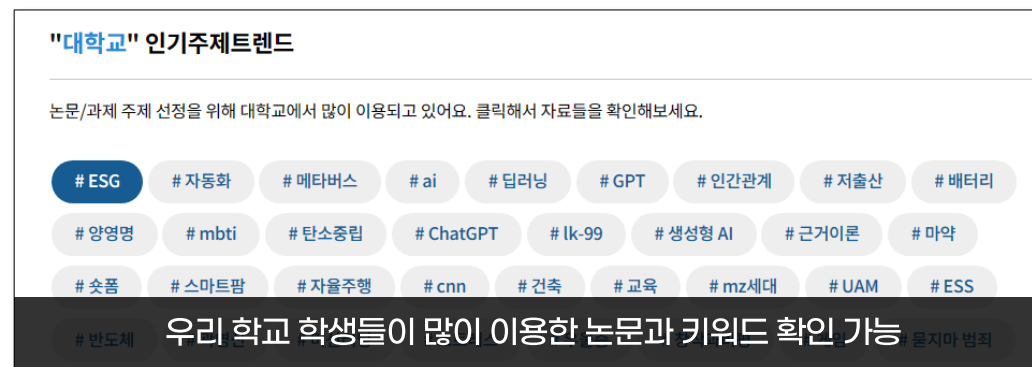 "대학교" 인기주제트렌드
논문/과제 주제 선정을 위해 대학교에서 많이 이용되고 있어요. 클릭해서 자료들을 확인해보세요.
# ESG # 자동화 # 메타버스 # ai # 딥러닝 # GPT # 인간관계 # 저출산 # 배터리
# 양영명 # mbti # 탄소중립 # ChatGPT # lk-99 # 생성형 AI # 근거이론 # 마약
# 숏폼 # 스마트팜 # 자율주행 # cnn # 건축 # 교육 # mz세대 # UAM # ESS
# 반도체 # 묻지마 범죄
우리 학교 학생들이 많이 이용한 논문과 키워드 확인 가능